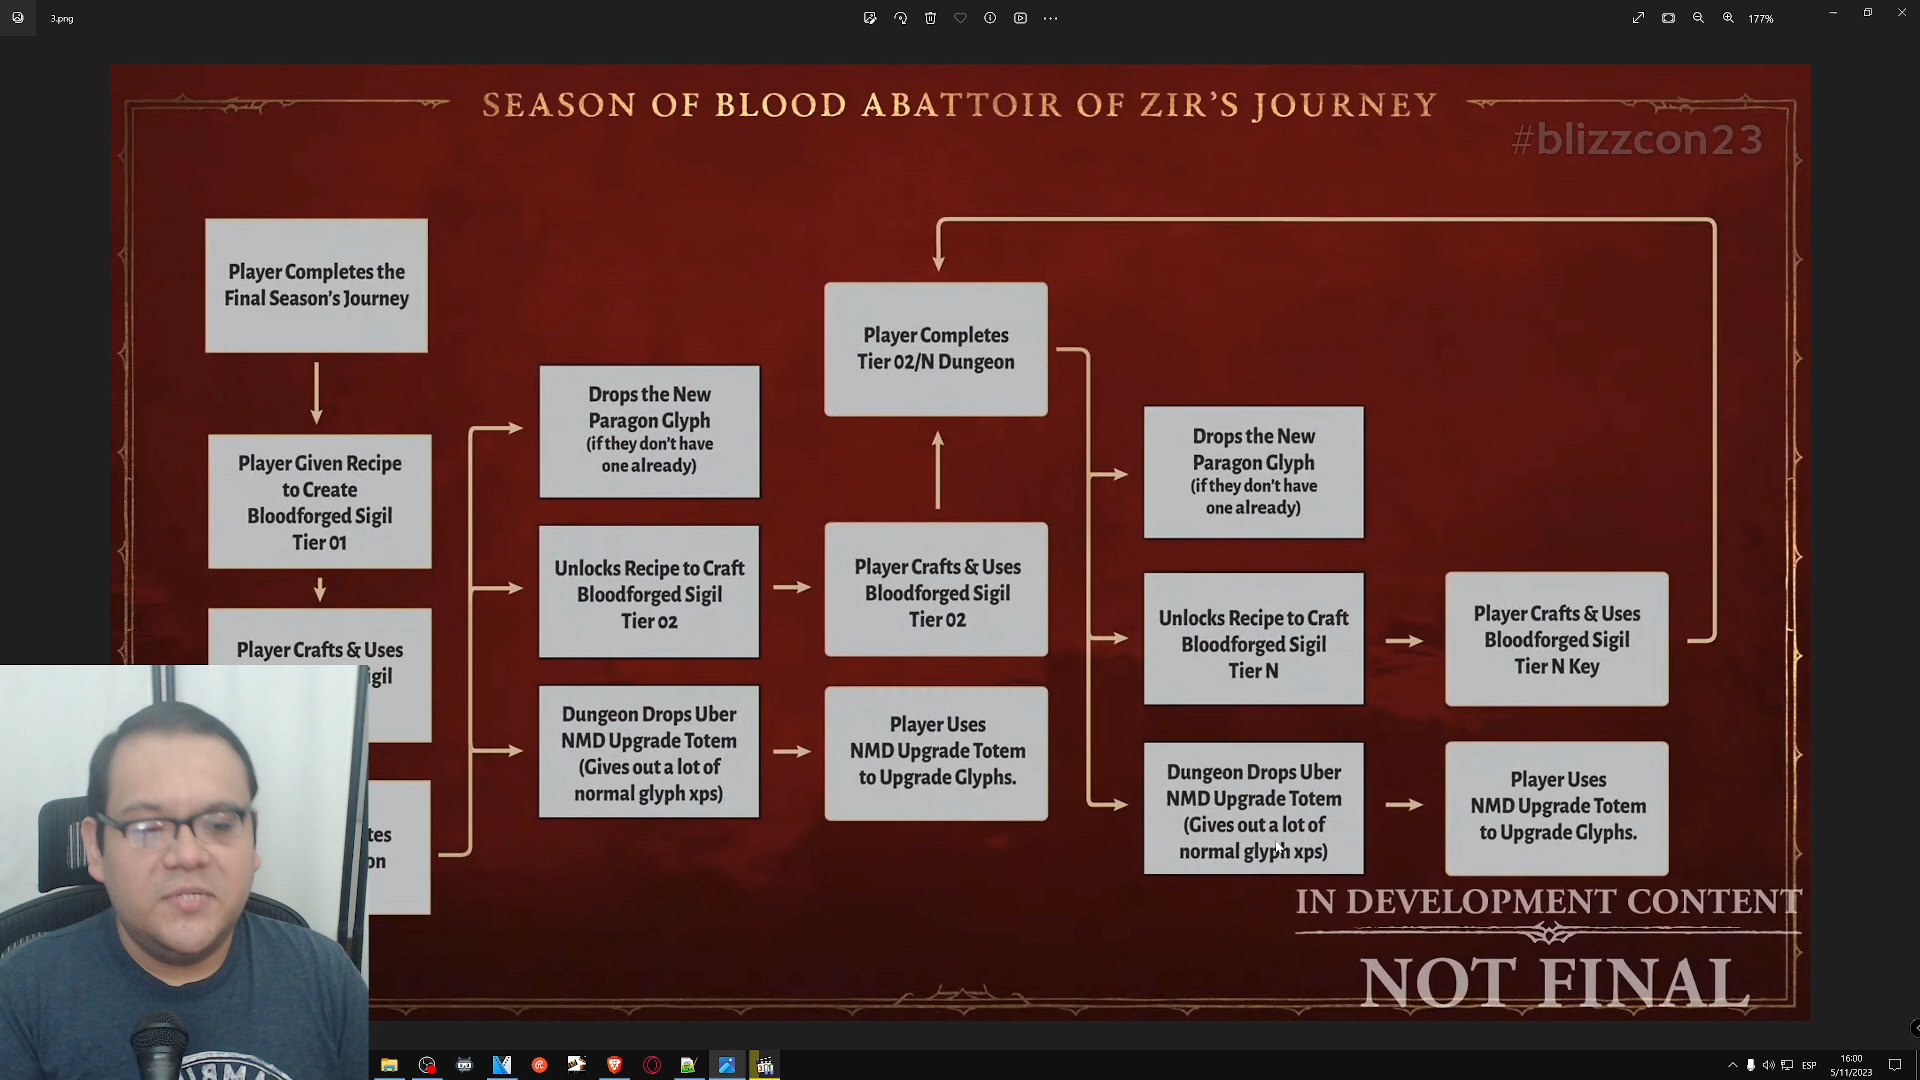 3.png
177%
SEASON OF BLOOD ABATTOIR OF ZIR'S JOURNEY
#blizzcon23
Player Completes the
Final Season's Journey
Player Given Recipe
to Create
Bloodforged Sigil
Tier 01
Player Crafts & Uses
Drops the New
Paragon Glyph
(if they don't have
one already)
Unlocks Recipe to Craft
Bloodforged Sigil
Tier 02
Dungeon Drops Uber
NMD Upgrade Totem
(Gives out a lot of
normal glyph xps)
Player Completes
Tier 02/N Dungeon
Player Crafts & Uses
Bloodforged Sigil
Tier 02
Player Uses
NMD Upgrade Totem
to Upgrade Glyphs.
Drops the New
Paragon Glyph
(if they don't have
one already)
Unlocks Recipe to Craft
Bloodforged Sigil
Tier N
Dungeon Drops Uber
NMD Upgrade Totem
(Gives out a lot of
normal glyph xps)
Player Crafts & Uses
Bloodforged Sigil
Tier N Key
Player Uses
NMD Upgrade Totem
to Upgrade Glyphs.
IN DEVELOPMENT CONTENT
NOT FINAL
ESP
16:00
5/11/2023